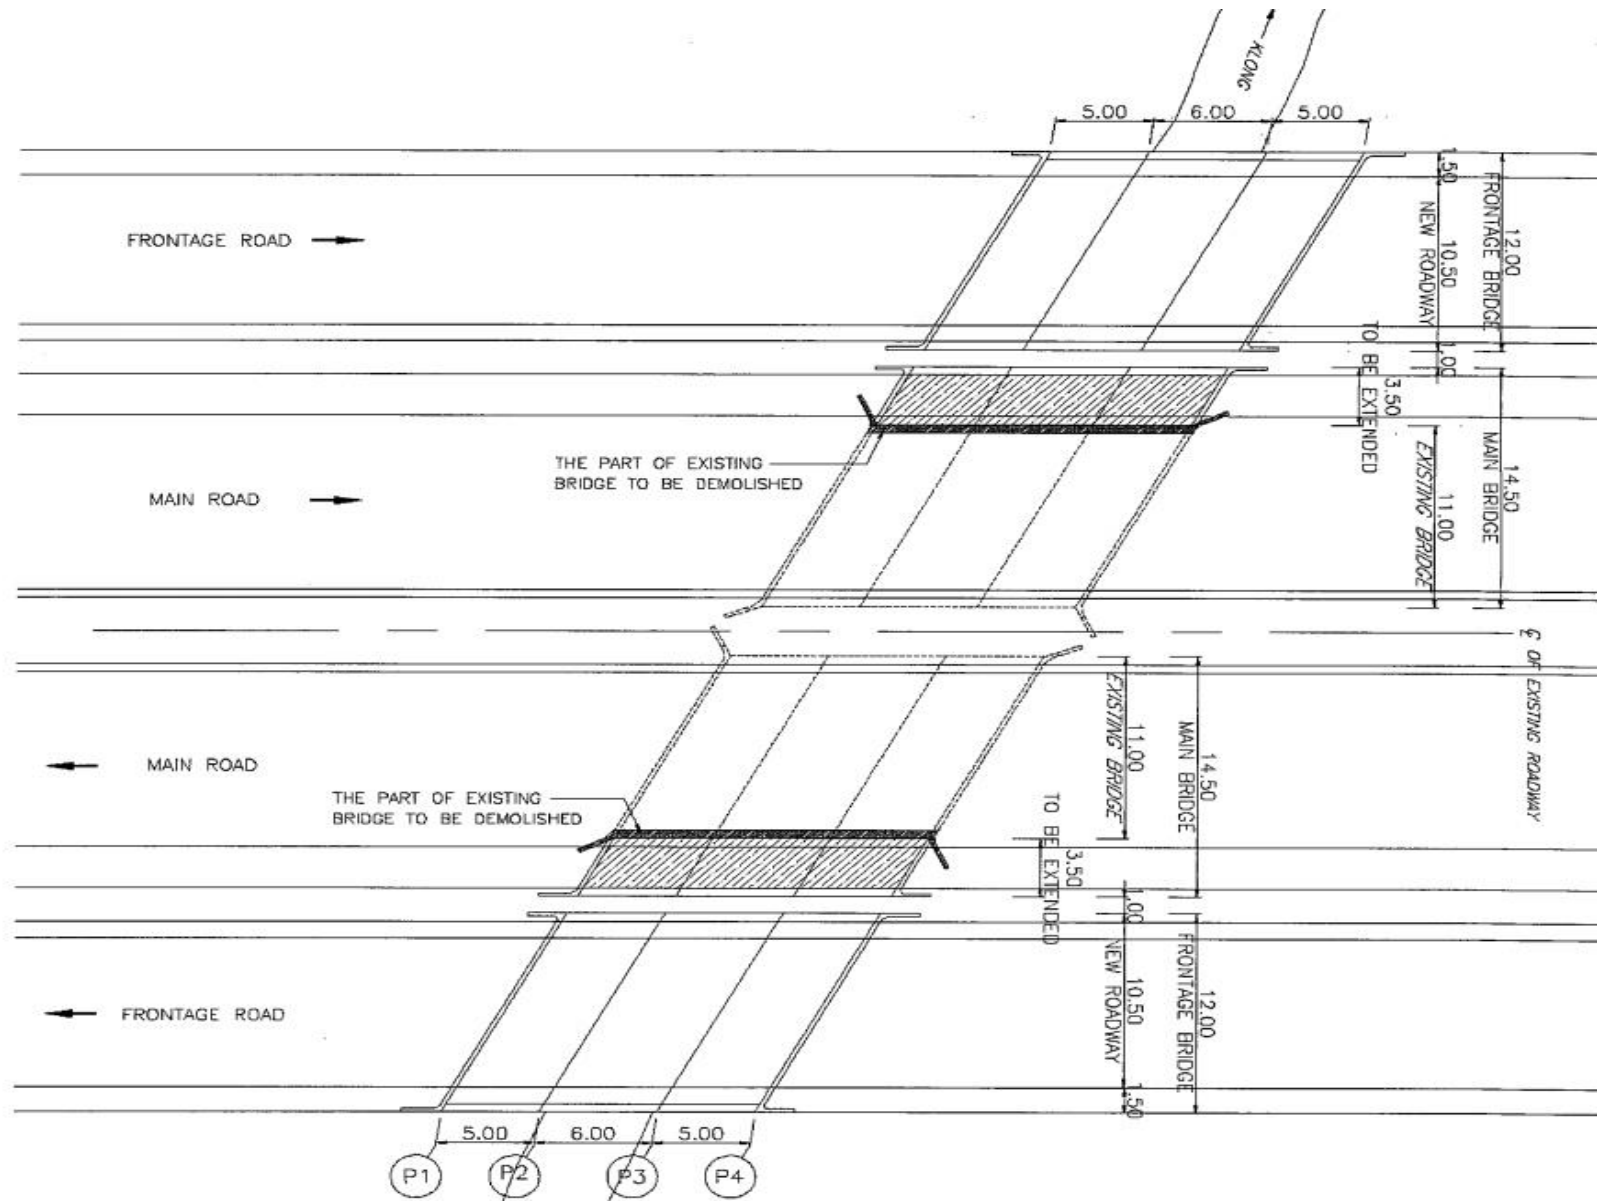 KLONG
5.00 6.00 5.00
1.50
FRONTAGE ROAD
NEW ROADWAY
10.50
FRONTAGE BRIDGE
12.00
1.00
TO BE EXTENDED
3.50
THE PART OF EXISTING
BRIDGE TO BE DEMOLISHED
MAIN ROAD
EXISTING BRIDGE
11.00
MAIN BRIDGE
14.50
℄ OF EXISTING ROADWAY
EXISTING BRIDGE
11.00
MAIN BRIDGE
14.50
MAIN ROAD
THE PART OF EXISTING
BRIDGE TO BE DEMOLISHED
TO BE EXTENDED
3.50
1.00
FRONTAGE ROAD
NEW ROADWAY
10.50
FRONTAGE BRIDGE
12.00
1.50
5.00 6.00 5.00
P1 P2 P3 P4